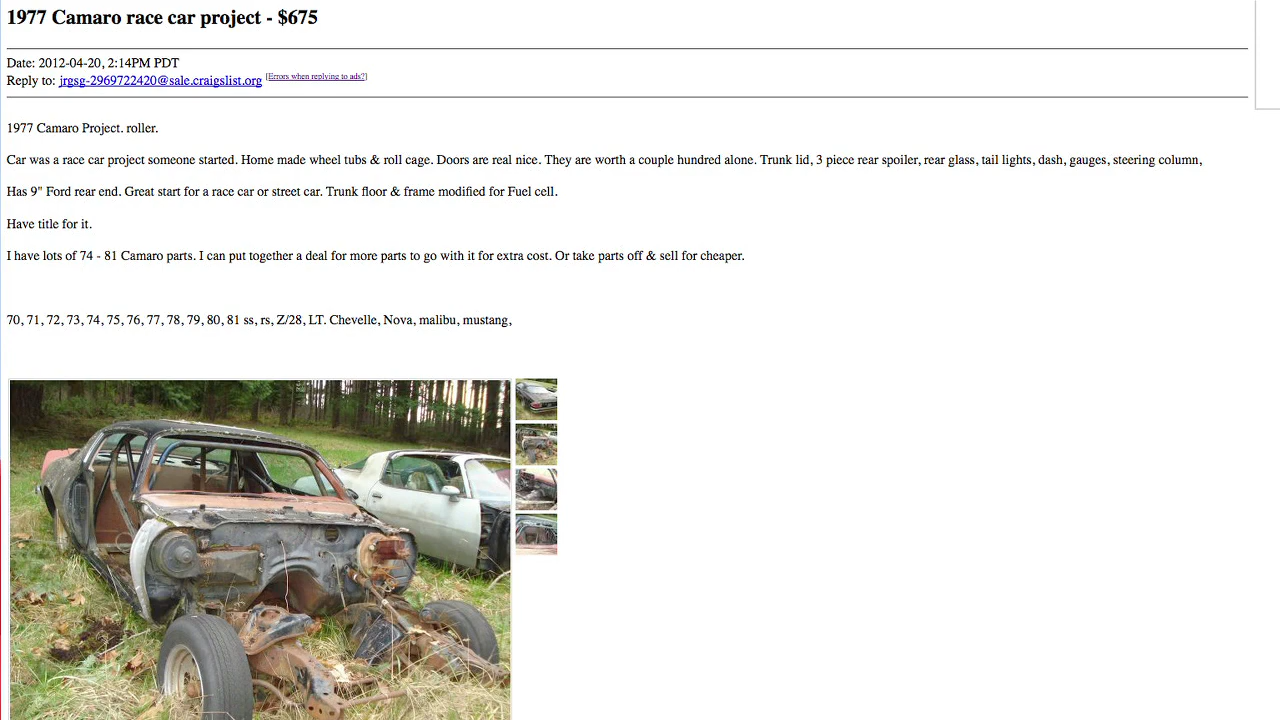 1977 Camaro race car project - $675
Date: 2012-04-20, 2:14PM PDT
Reply to: jrgsg-2969722420@sale.craigslist.org [Errors when replying to ads?]
1977 Camaro Project. roller.
Car was a race car project someone started. Home made wheel tubs & roll cage. Doors are real nice. They are worth a couple hundred alone. Trunk lid, 3 piece rear spoiler, rear glass, tail lights, dash, gauges, steering column,
Has 9" Ford rear end. Great start for a race car or street car. Trunk floor & frame modified for Fuel cell.
Have title for it.
I have lots of 74 - 81 Camaro parts. I can put together a deal for more parts to go with it for extra cost. Or take parts off & sell for cheaper.
70, 71, 72, 73, 74, 75, 76, 77, 78, 79, 80, 81 ss, rs, Z/28, LT. Chevelle, Nova, malibu, mustang,